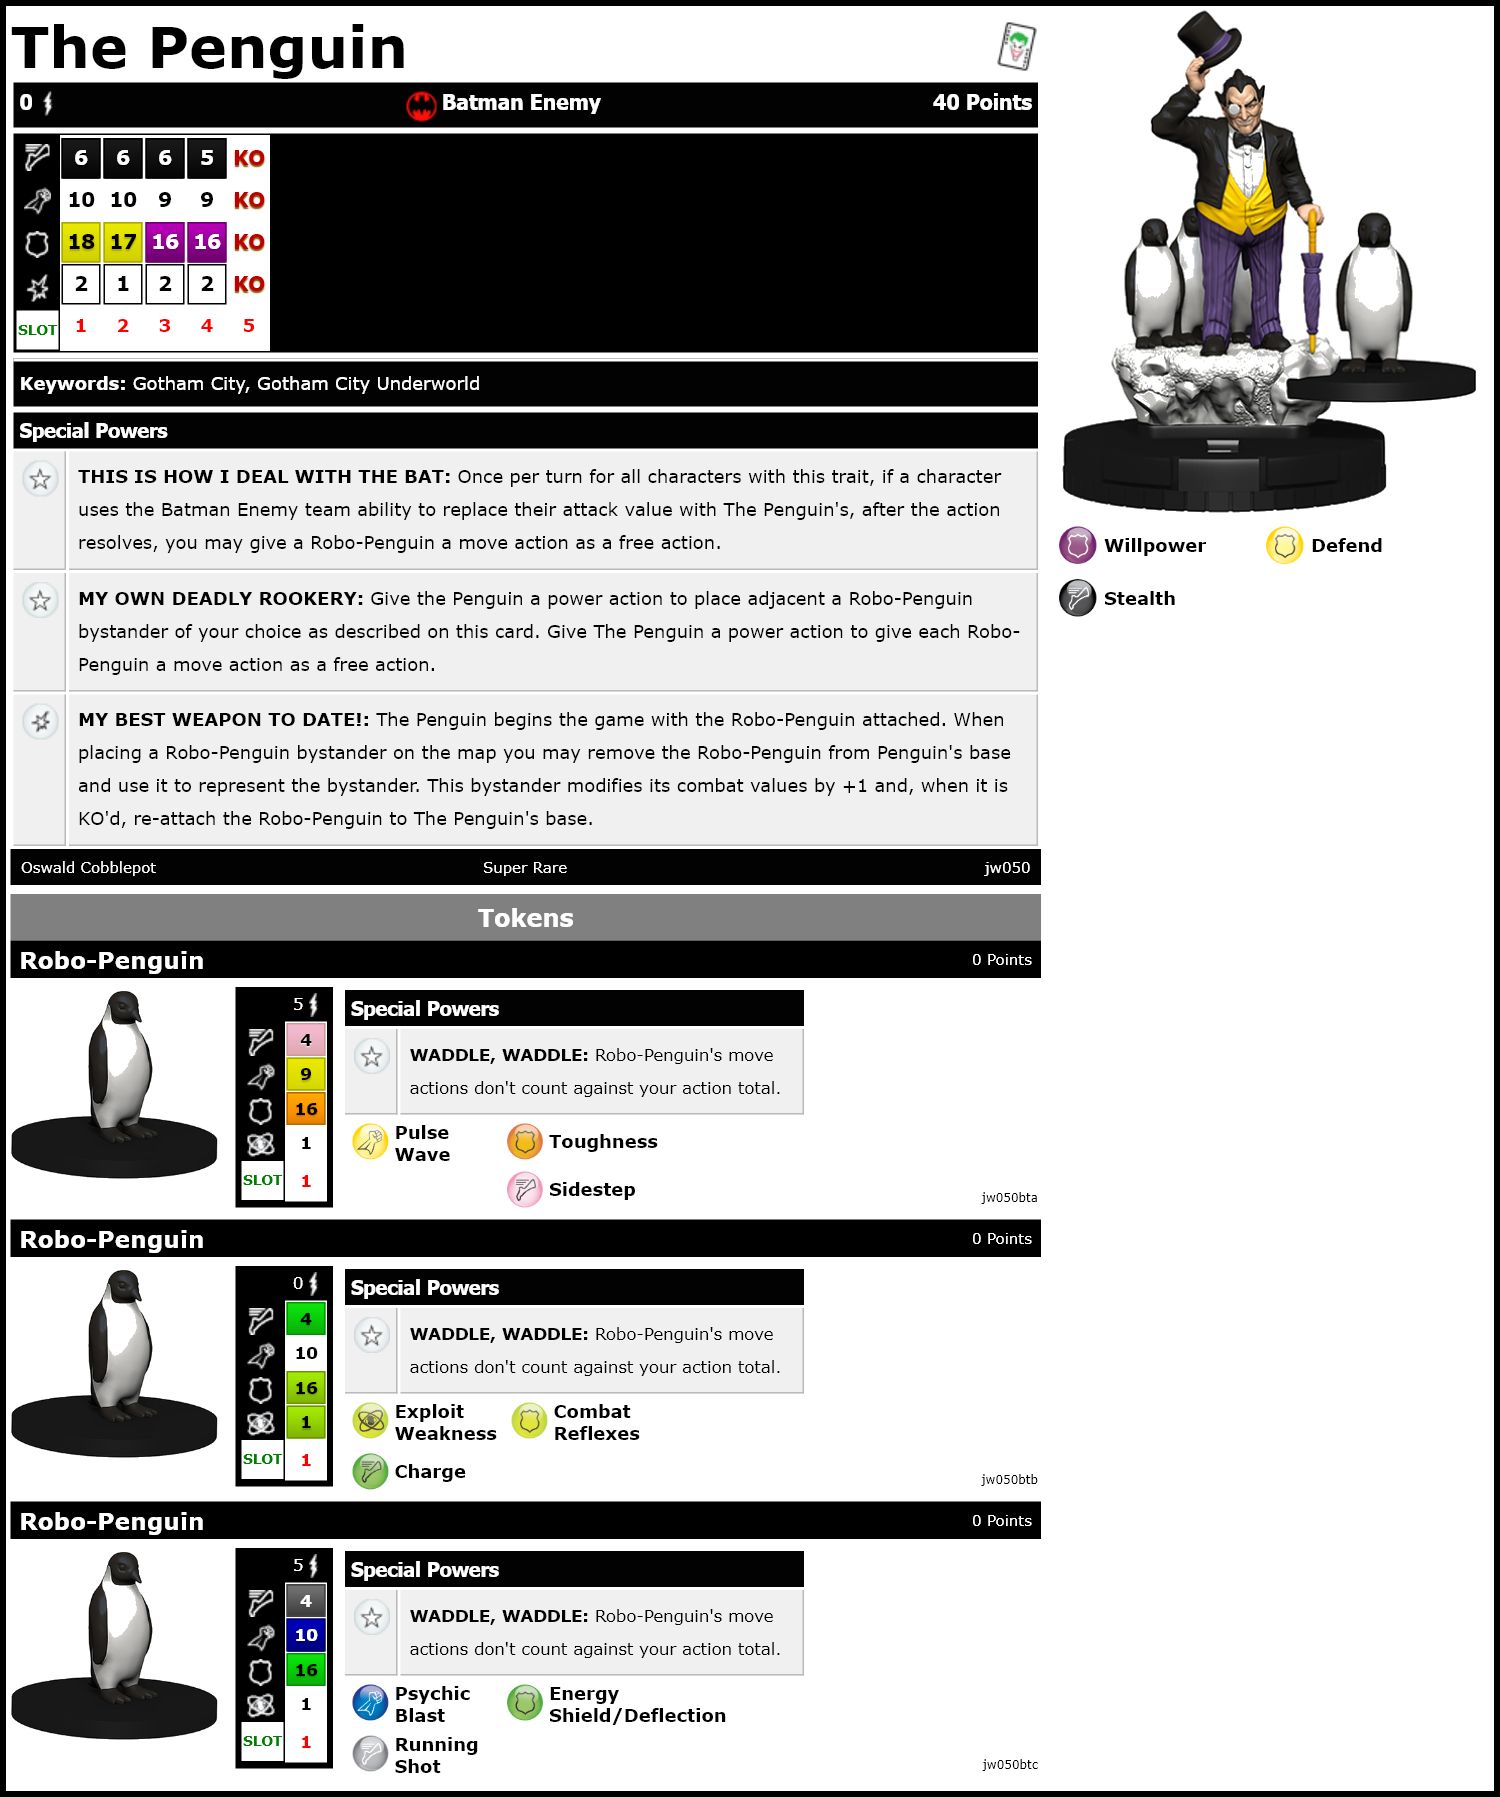 The Penguin
0 Batman Enemy 40 Points
6 6 6 5 KO
10 10 9 9 KO
18 17 16 16 KO
2 1 2 2 KO
SLOT 1 2 3 4 5
Keywords: Gotham City, Gotham City Underworld
Special Powers
THIS IS HOW I DEAL WITH THE BAT: Once per turn for all characters with this trait, if a character
uses the Batman Enemy team ability to replace their attack value with The Penguin's, after the action
resolves, you may give a Robo-Penguin a move action as a free action.
MY OWN DEADLY ROOKERY: Give the Penguin a power action to place adjacent a Robo-Penguin
bystander of your choice as described on this card. Give The Penguin a power action to give each Robo-
Penguin a move action as a free action.
MY BEST WEAPON TO DATE!: The Penguin begins the game with the Robo-Penguin attached. When
placing a Robo-Penguin bystander on the map you may remove the Robo-Penguin from Penguin's base
and use it to represent the bystander. This bystander modifies its combat values by +1 and, when it is
KO'd, re-attach the Robo-Penguin to The Penguin's base.
Oswald Cobblepot Super Rare jw050
Willpower Defend
Stealth
Tokens
Robo-Penguin 0 Points
5
4
9
16
1
SLOT 1
Special Powers
WADDLE, WADDLE: Robo-Penguin's move
actions don't count against your action total.
Pulse
Wave
Toughness
Sidestep
jw050bta
Robo-Penguin 0 Points
0
4
10
16
1
SLOT 1
Special Powers
WADDLE, WADDLE: Robo-Penguin's move
actions don't count against your action total.
Exploit
Weakness
Combat
Reflexes
Charge
jw050btb
Robo-Penguin 0 Points
5
4
10
16
1
SLOT 1
Special Powers
WADDLE, WADDLE: Robo-Penguin's move
actions don't count against your action total.
Psychic
Blast
Energy
Shield/Deflection
Running
Shot
jw050btc